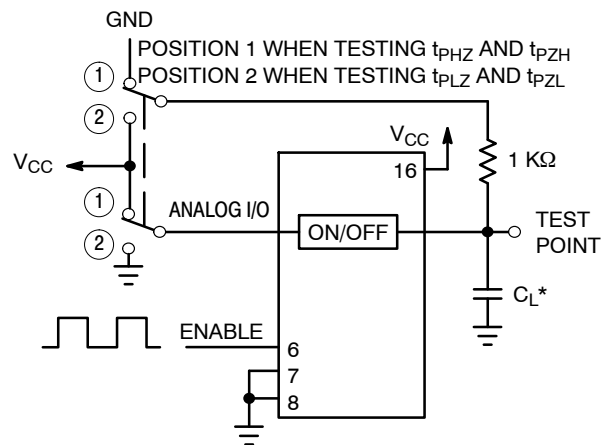 GND
POSITION 1 WHEN TESTING tPHZ AND tPZH
POSITION 2 WHEN TESTING tPLZ AND tPZL
1
2
VCC
VCC
16
1 KΩ
1
2
ANALOG I/O
ON/OFF
TEST
POINT
CL*
ENABLE
6
7
8